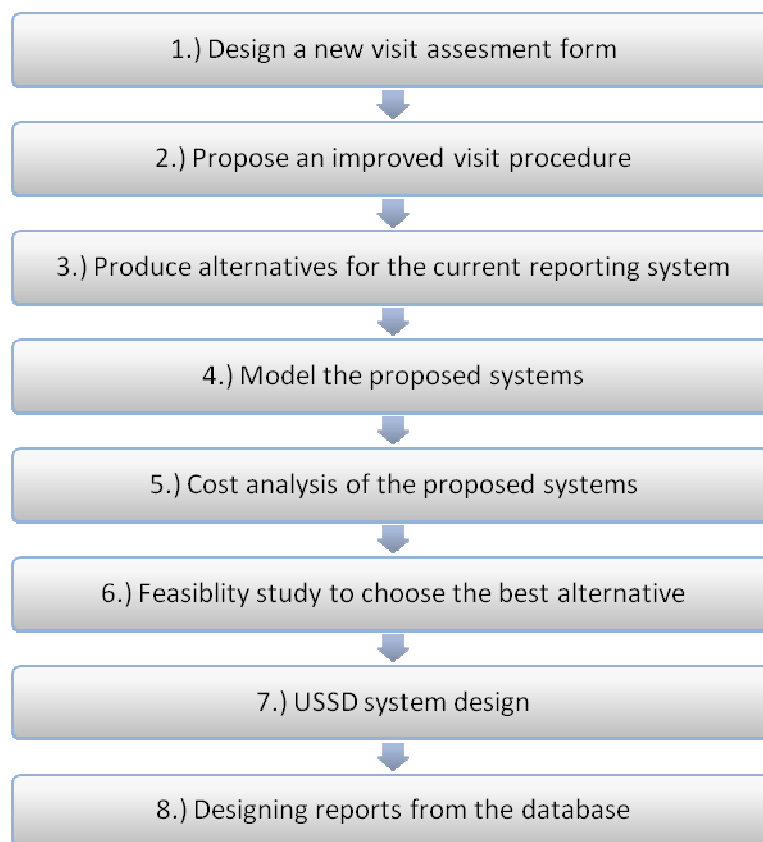 1.) Design a new visit assesment form
2.) Propose an improved visit procedure
3.) Produce alternatives for the current reporting system
4.) Model the proposed systems
5.) Cost analysis of the proposed systems
6.) Feasiblity study to choose the best alternative
7.) USSD system design
8.) Designing reports from the database